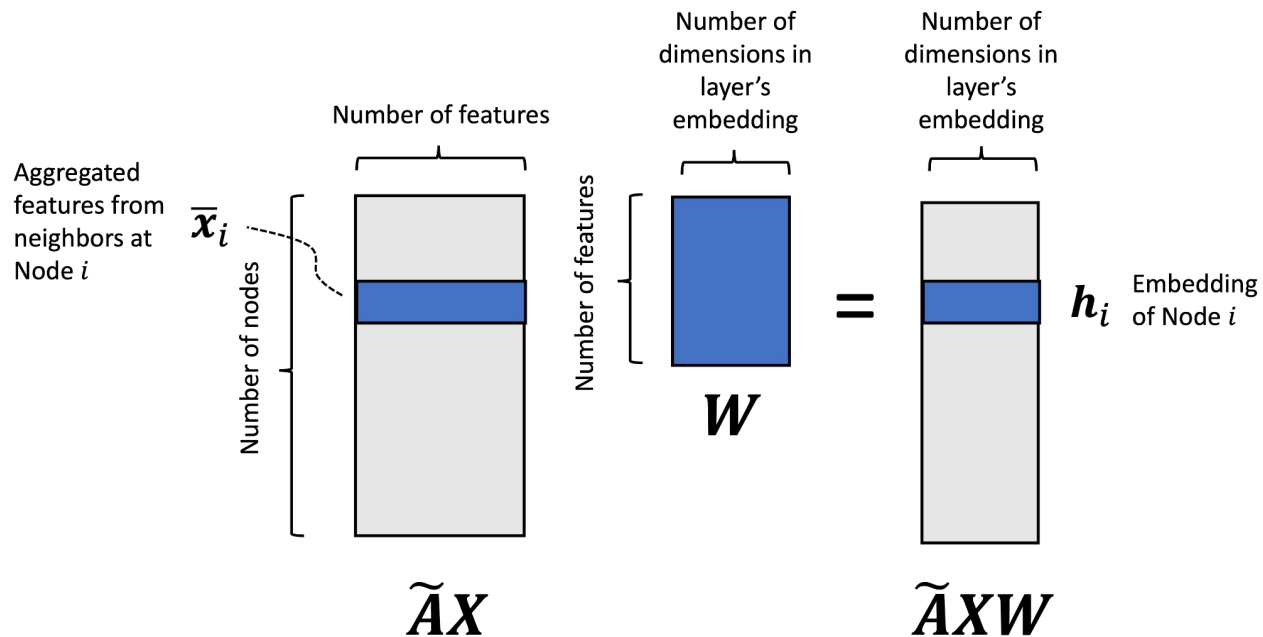 Number of features
Number of
dimensions in
layer's
embedding
Number of
dimensions in
layer's
embedding
Aggregated
features from
neighbors at
Node i
x̅ᵢ
Number of nodes
Number of features
W
=
hᵢ
Embedding
of Node i
ÃX
ÃXW